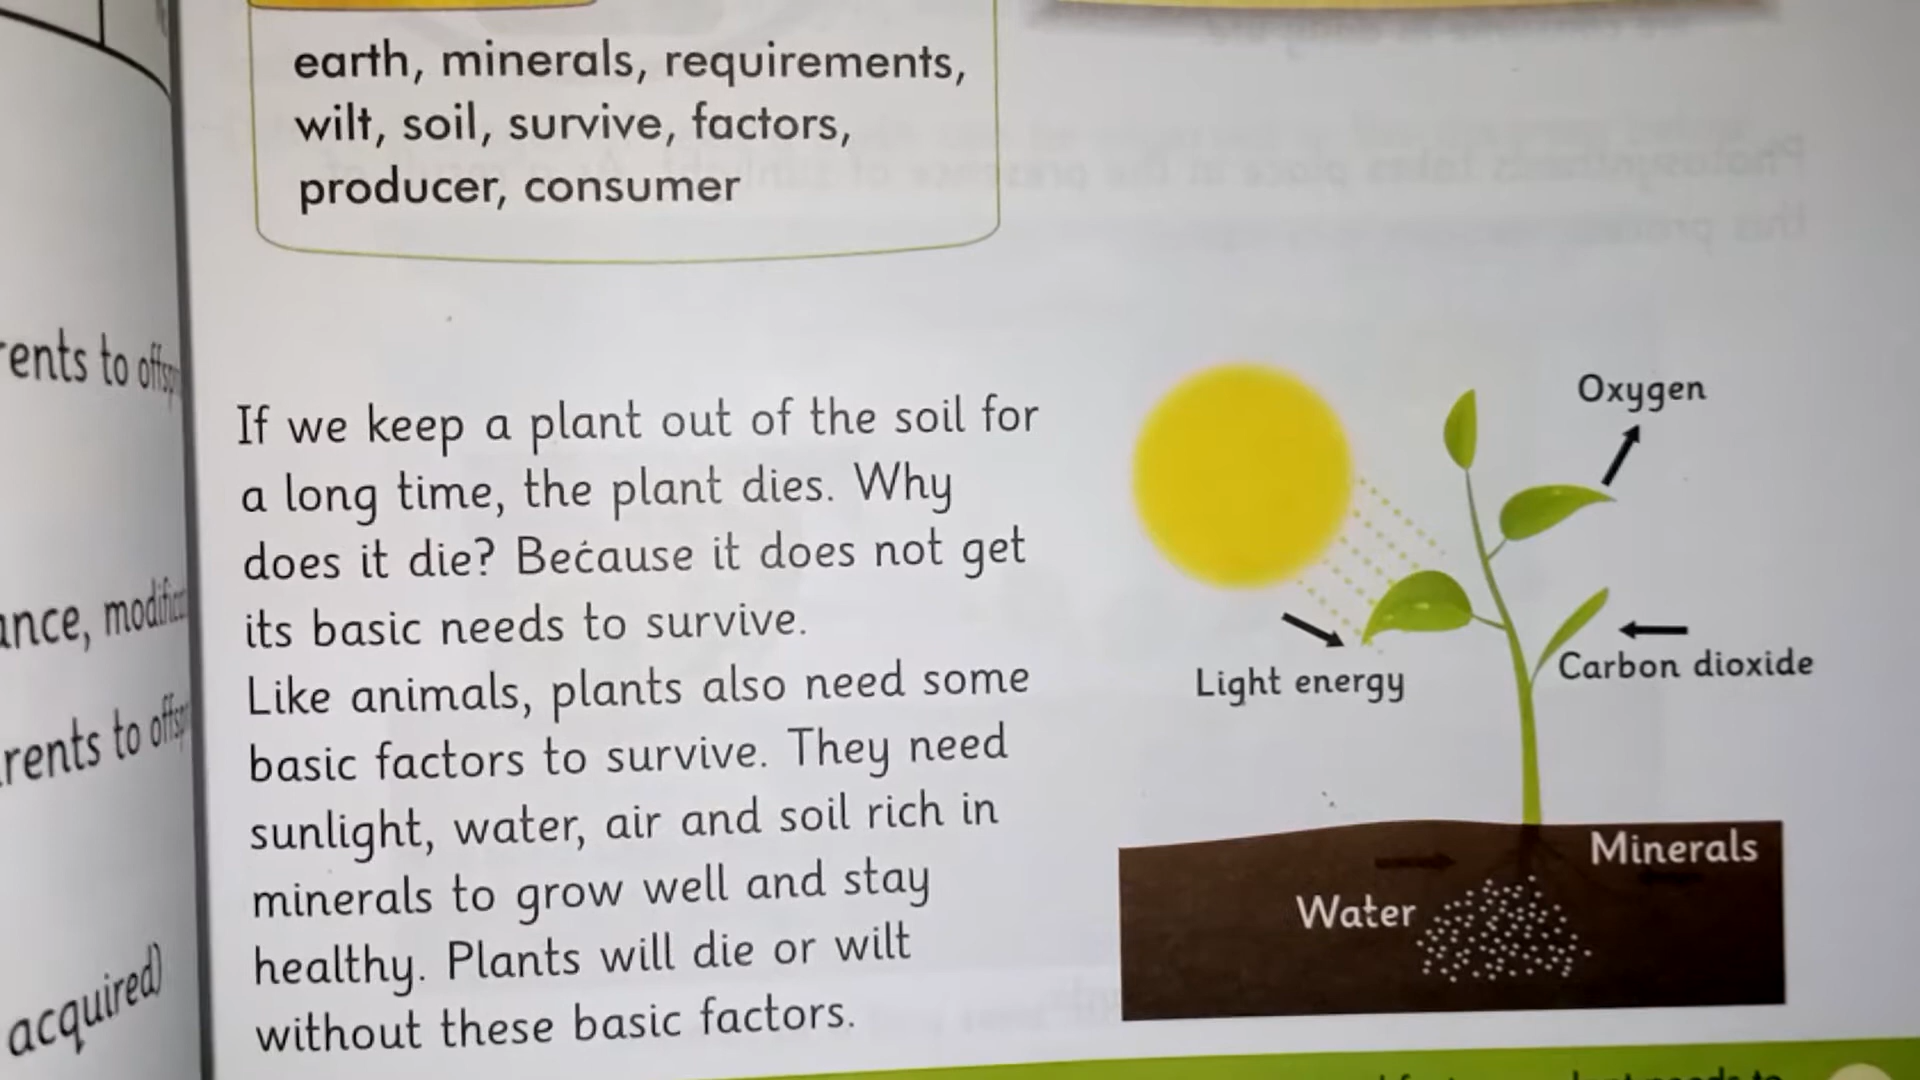 earth, minerals, requirements,
wilt, soil, survive, factors,
producer, consumer
If we keep a plant out of the soil for
a long time, the plant dies. Why
does it die? Because it does not get
its basic needs to survive.
Like animals, plants also need some
basic factors to survive. They need
sunlight, water, air and soil rich in
minerals to grow well and stay
healthy. Plants will die or wilt
without these basic factors.
Oxygen
Light energy
Carbon dioxide
Minerals
Water
to
to
acquired)